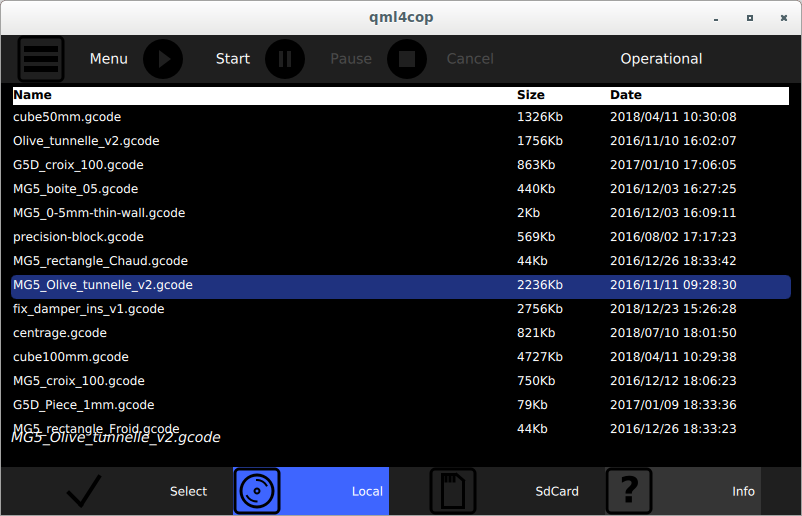 qml4cop
Menu Start Pause Cancel Operational
Name Size Date
cube50mm.gcode 1326Kb 2018/04/11 10:30:08
Olive_tunnelle_v2.gcode 1756Kb 2016/11/10 16:02:07
G5D_croix_100.gcode 863Kb 2017/01/10 17:06:05
MG5_boite_05.gcode 440Kb 2016/12/03 16:27:25
MG5_0-5mm-thin-wall.gcode 2Kb 2016/12/03 16:09:11
precision-block.gcode 569Kb 2016/08/02 17:17:23
MG5_rectangle_Chaud.gcode 44Kb 2016/12/26 18:33:42
MG5_Olive_tunnelle_v2.gcode 2236Kb 2016/11/11 09:28:30
fix_damper_ins_v1.gcode 2756Kb 2018/12/23 15:26:28
centrage.gcode 821Kb 2018/07/10 18:01:50
cube100mm.gcode 4727Kb 2018/04/11 10:29:38
MG5_croix_100.gcode 750Kb 2016/12/12 18:06:23
G5D_Piece_1mm.gcode 79Kb 2017/01/09 18:33:36
MG5_rectangle_Froid.gcode 44Kb 2016/12/26 18:33:23
MG5_Olive_tunnelle_v2.gcode
Select Local SdCard ? Info